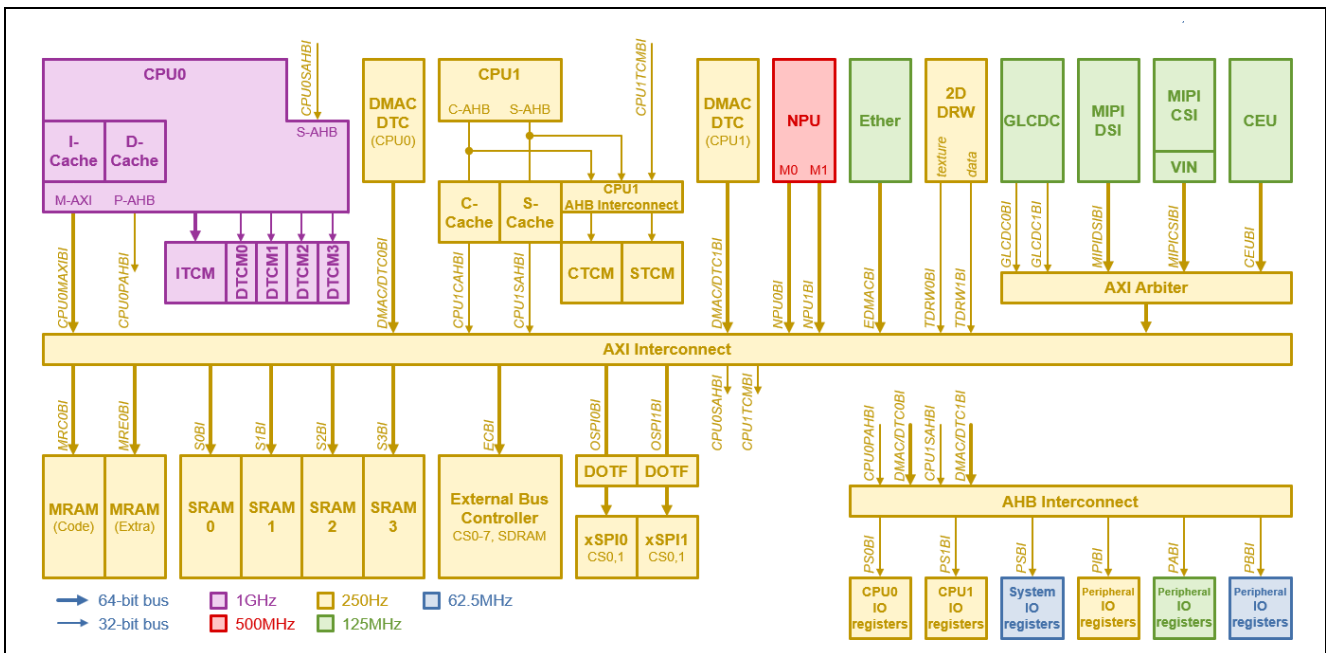 CPU0
CPU0SAHBI
S-AHB
I-
Cache
D-
Cache
M-AXI
P-AHB
ITCM
DTCM0
DTCM1
DTCM2
DTCM3
CPU0MAXIBI
CPU0PAHBI
DMAC
DTC
(CPU0)
DMAC/DTC0BI
CPU1
C-AHB
S-AHB
CPU1TCMBI
CPU1
AHB Interconnect
C-
Cache
S-
Cache
CTCM
STCM
CPU1CAHBI
CPU1SAHBI
DMAC
DTC
(CPU1)
DMAC/DTC1BI
NPU
M0
M1
NPU0BI
NPU1BI
Ether
EDMACBI
2D
DRW
texture
data
TDRW0BI
TDRW1BI
GLCDC
GLCDC0BI
GLCDC1BI
MIPI
DSI
MIPIDSIBI
MIPI
CSI
VIN
MIPICSIBI
CEU
CEUBI
AXI Arbiter
AXI Interconnect
MRC0BI
MRE0BI
S0BI
S1BI
S2BI
S3BI
ECBI
OSPI0BI
OSPI1BI
CPU0SAHBI
CPU1TCMBI
MRAM
(Code)
MRAM
(Extra)
SRAM
0
SRAM
1
SRAM
2
SRAM
3
External Bus
Controller
CS0-7, SDRAM
DOTF
DOTF
xSPI0
CS0,1
xSPI1
CS0,1
CPU0PAHBI
DMAC/DTC0BI
CPU1SAHBI
DMAC/DTC1BI
AHB Interconnect
PS0BI
PS1BI
PSBI
PIBI
PABI
PBBI
CPU0
IO
registers
CPU1
IO
registers
System
IO
registers
Peripheral
IO
registers
Peripheral
IO
registers
Peripheral
IO
registers
64-bit bus
1GHz
250Hz
62.5MHz
32-bit bus
500MHz
125MHz